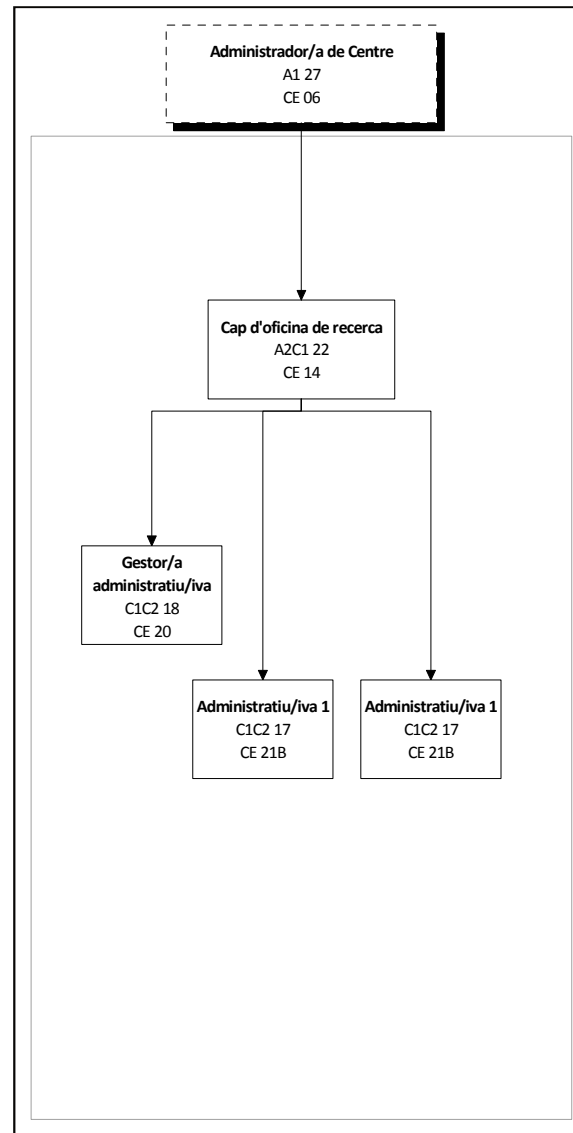 Administrador/a de Centre
A1 27
CE 06
Cap d'oficina de recerca
A2C1 22
CE 14
Gestor/a
administratiu/iva
C1C2 18
CE 20
Administratiu/iva 1
C1C2 17
CE 21B
Administratiu/iva 1
C1C2 17
CE 21B